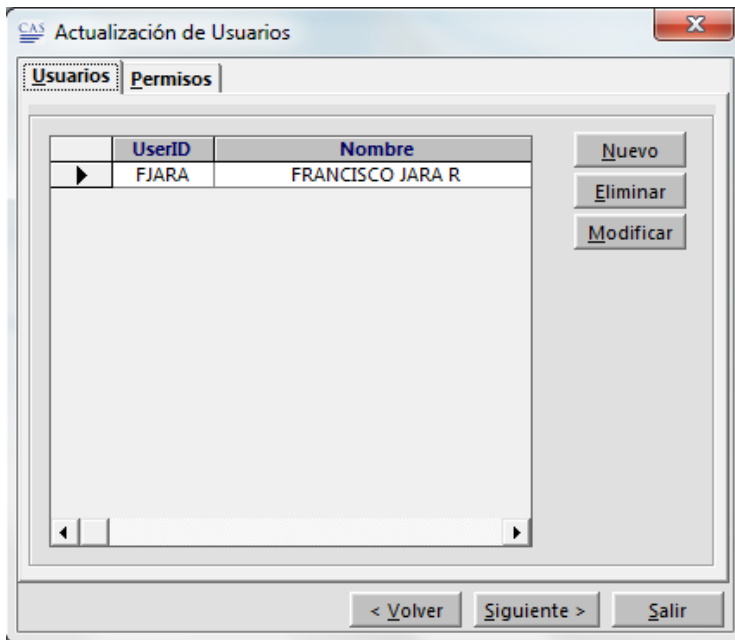 CAS Actualización de Usuarios
Usuarios Permisos
UserID Nombre
FJARA FRANCISCO JARA R
Nuevo
Eliminar
Modificar
< Volver Siguiente > Salir